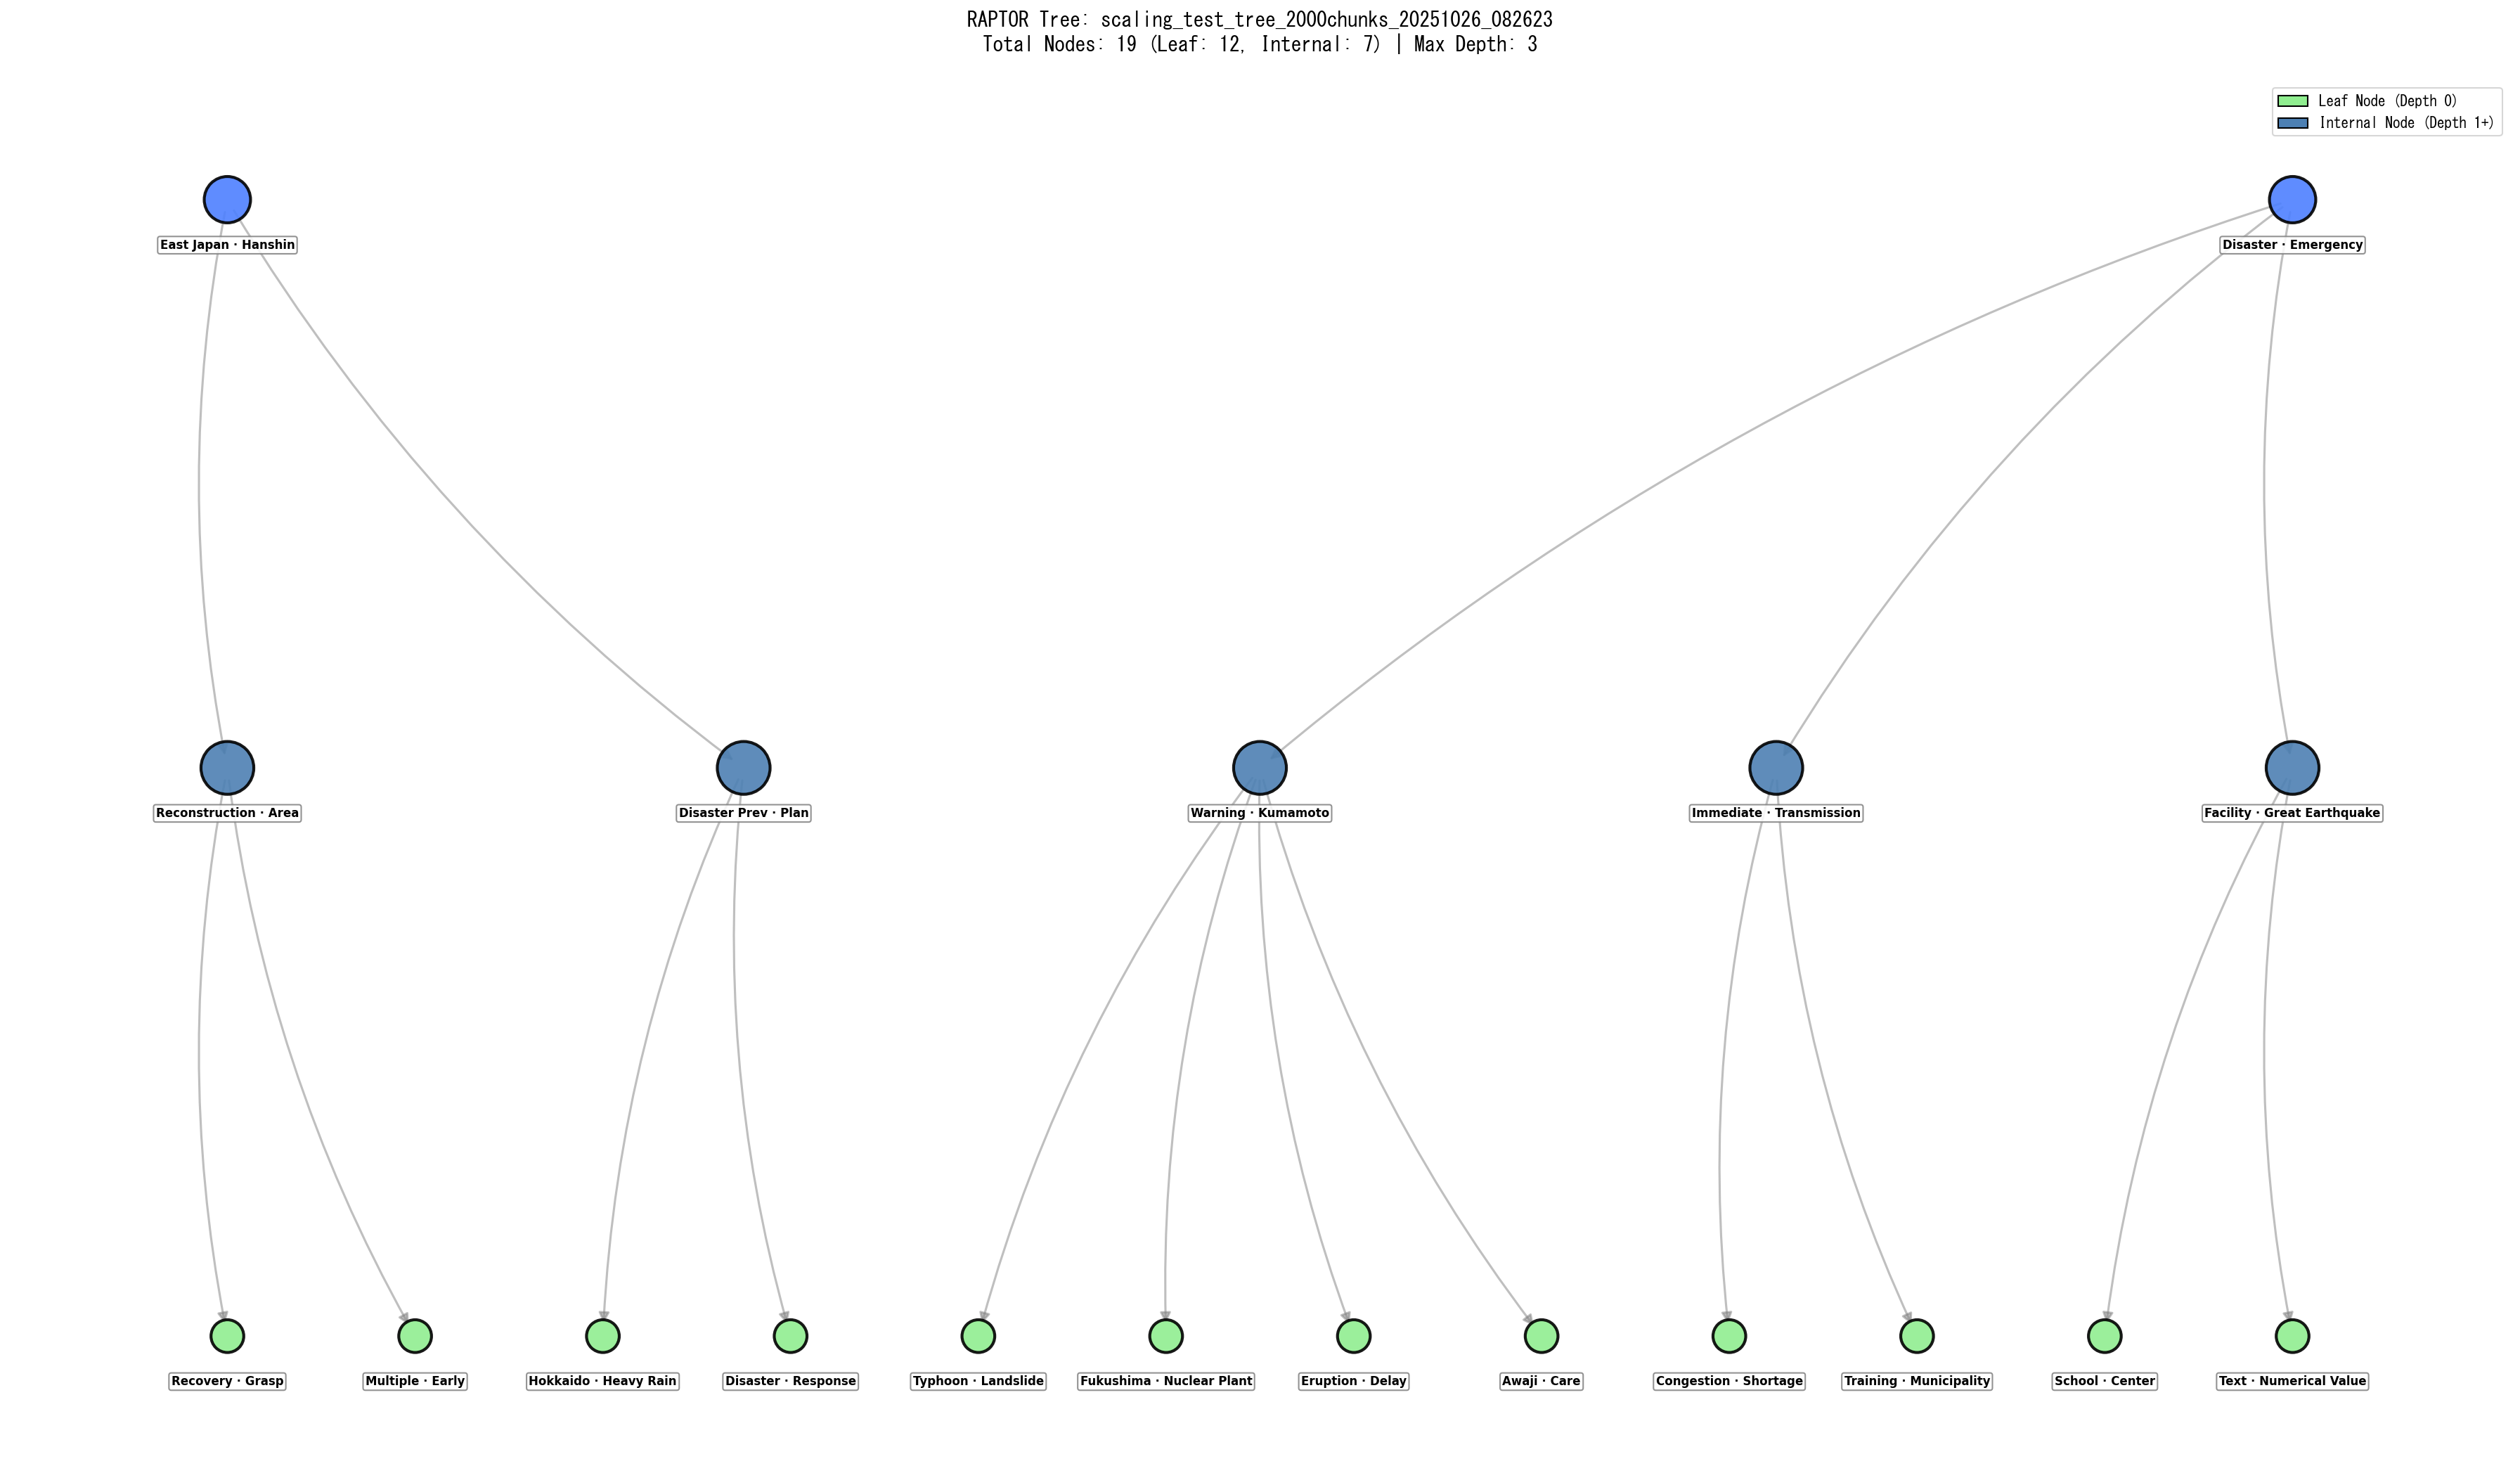 RAPTOR Tree: scaling_test_tree_2000chunks_20251026_082623
Total Nodes: 19 (Leaf: 12, Internal: 7) | Max Depth: 3
Leaf Node (Depth 0)
Internal Node (Depth 1+)
East Japan · Hanshin
Disaster · Emergency
Reconstruction · Area
Disaster Prev · Plan
Warning · Kumamoto
Immediate · Transmission
Facility · Great Earthquake
Recovery · Grasp
Multiple · Early
Hokkaido · Heavy Rain
Disaster · Response
Typhoon · Landslide
Fukushima · Nuclear Plant
Eruption · Delay
Awaji · Care
Congestion · Shortage
Training · Municipality
School · Center
Text · Numerical Value